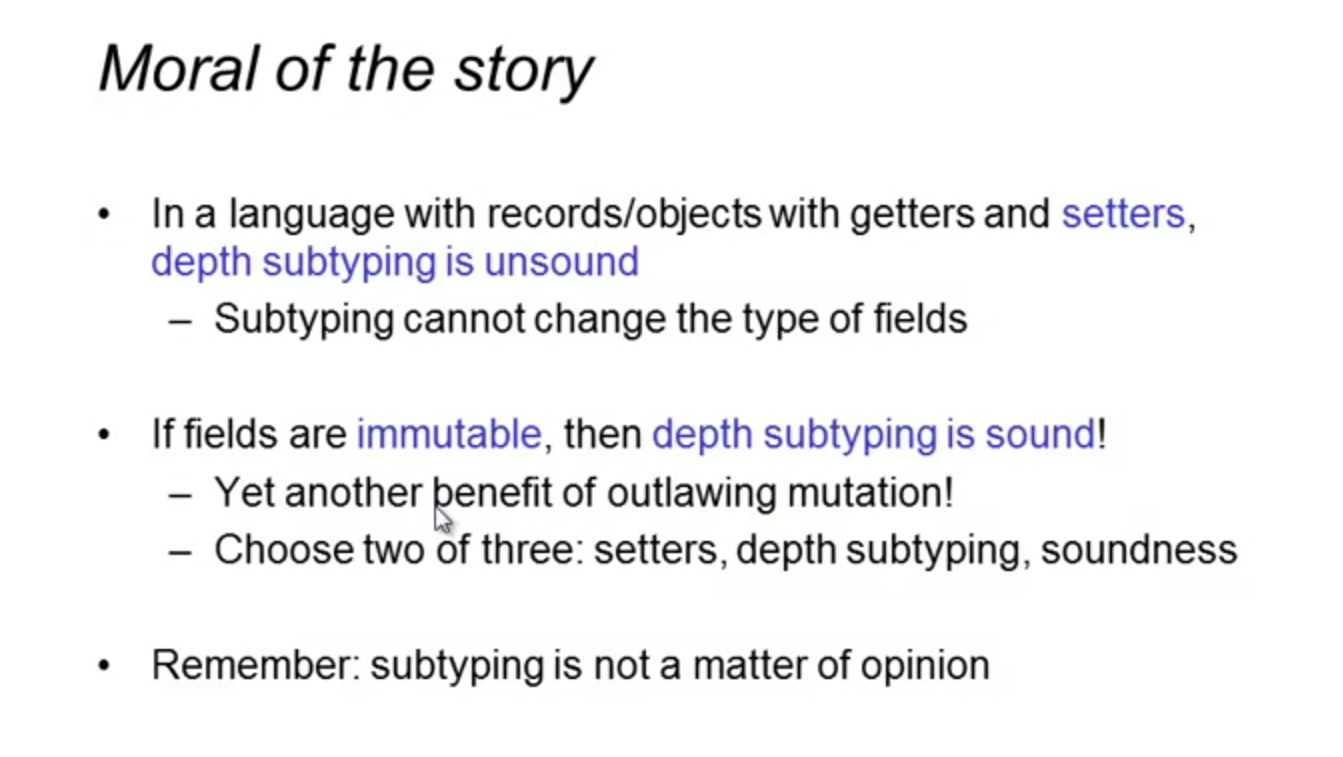 Moral of the story
• In a language with records/objects with getters and setters,
depth subtyping is unsound
– Subtyping cannot change the type of fields
• If fields are immutable, then depth subtyping is sound!
– Yet another benefit of outlawing mutation!
– Choose two of three: setters, depth subtyping, soundness
• Remember: subtyping is not a matter of opinion